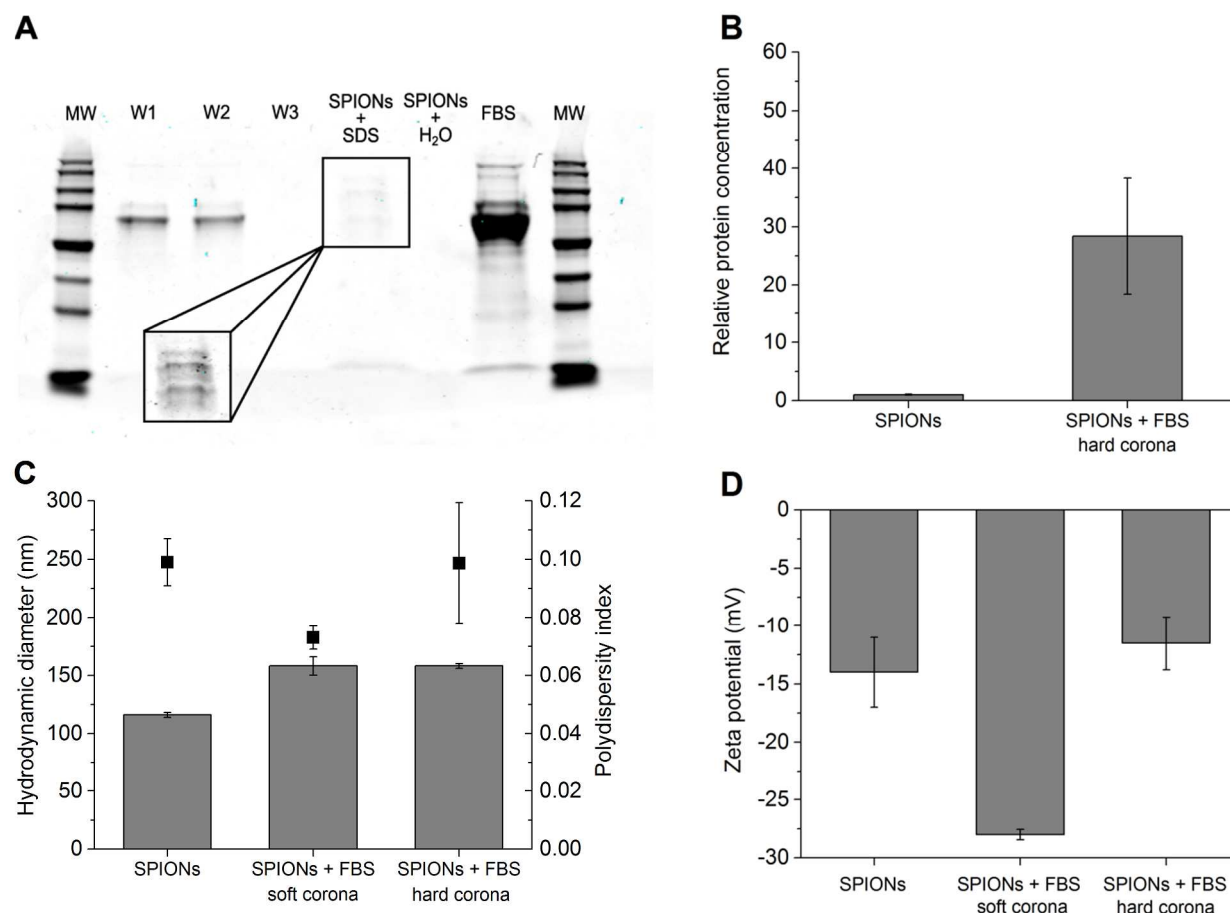 A
MW W1 W2 W3 SPIONs + SDS SPIONs + H₂O FBS MW
B
Relative protein concentration
60
50
40
30
20
10
0
SPIONs
SPIONs + FBS
hard corona
C
Hydrodynamic diameter (nm)
300
250
200
150
100
50
0
0.12
0.10
0.08
0.06
0.04
0.02
0.00
Polydispersity index
SPIONs
SPIONs + FBS
soft corona
SPIONs + FBS
hard corona
D
Zeta potential (mV)
0
-5
-10
-15
-20
-25
-30
SPIONs
SPIONs + FBS
soft corona
SPIONs + FBS
hard corona